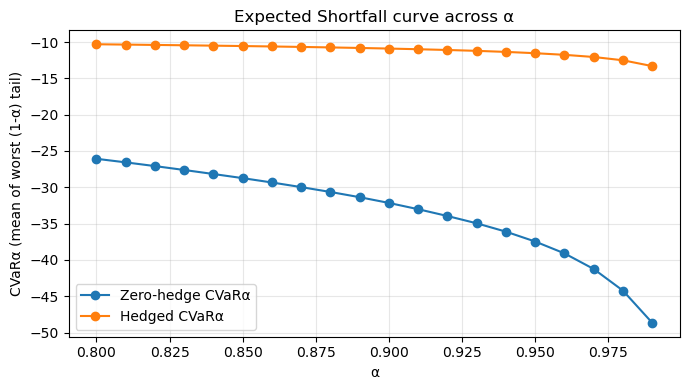 Expected Shortfall curve across α
CVaRα (mean of worst (1-α) tail)
−10
−15
−20
−25
−30
−35
−40
−45
−50
Zero-hedge CVaRα
Hedged CVaRα
0.800 0.825 0.850 0.875 0.900 0.925 0.950 0.975
α